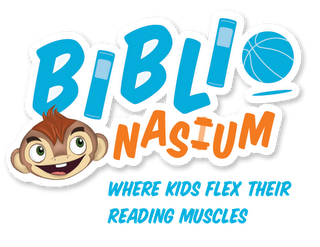 BIBLIO
NASIUM
WHERE KIDS FLEX THEIR
READING MUSCLES